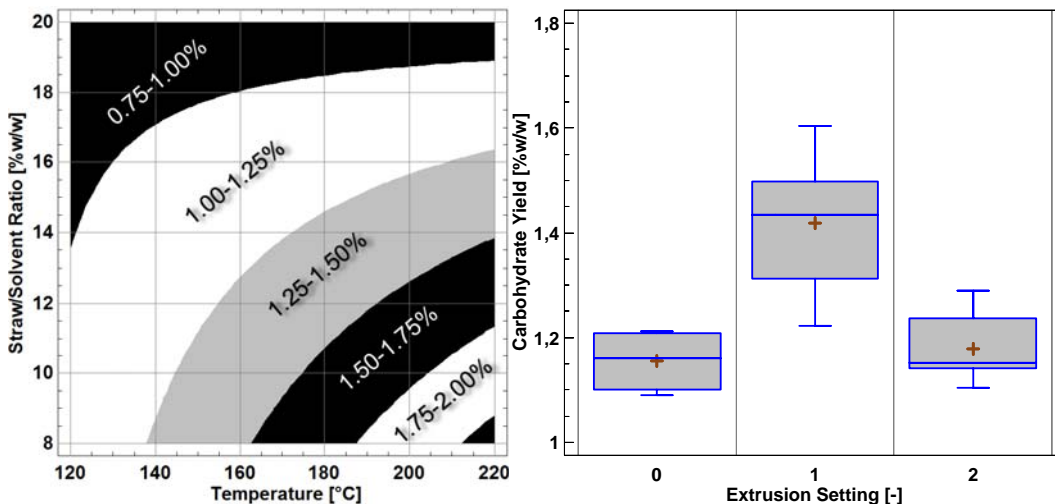 20
18
16
14
12
10
8
Straw/Solvent Ratio [%w/w]
0.75-1.00%
1.00-1.25%
1.25-1.50%
1.50-1.75%
1.75-2.00%
120 140 160 180 200 220
Temperature [°C]
1,8
1,6
1,4
1,2
1
Carbohydrate Yield [%w/w]
0 1 2
Extrusion Setting [-]